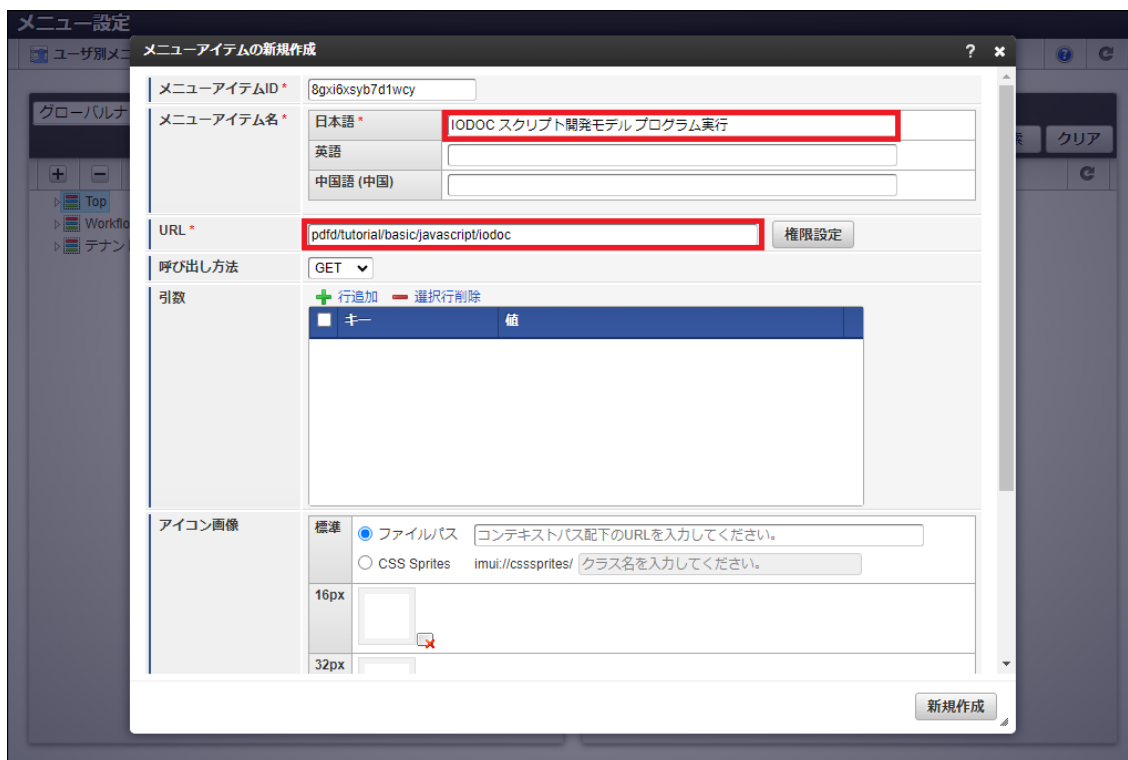 メニュー設定
ユーザ別メニ
メニューアイテムの新規作成
?
グローバルナ
クリア
Top
Workflo
テナン
メニューアイテムID *
8gxi6xsyb7d1wcy
メニューアイテム名 *
日本語 *
IODOC スクリプト開発モデル プログラム実行
英語
中国語 (中国)
URL *
pdfd/tutorial/basic/javascript/iodoc
権限設定
呼び出し方法
GET
引数
行追加
選択行削除
キー
値
アイコン画像
標準
ファイルパス
コンテキストパス配下のURLを入力してください。
CSS Sprites
imui://csssprites/
クラス名を入力してください。
16px
32px
新規作成